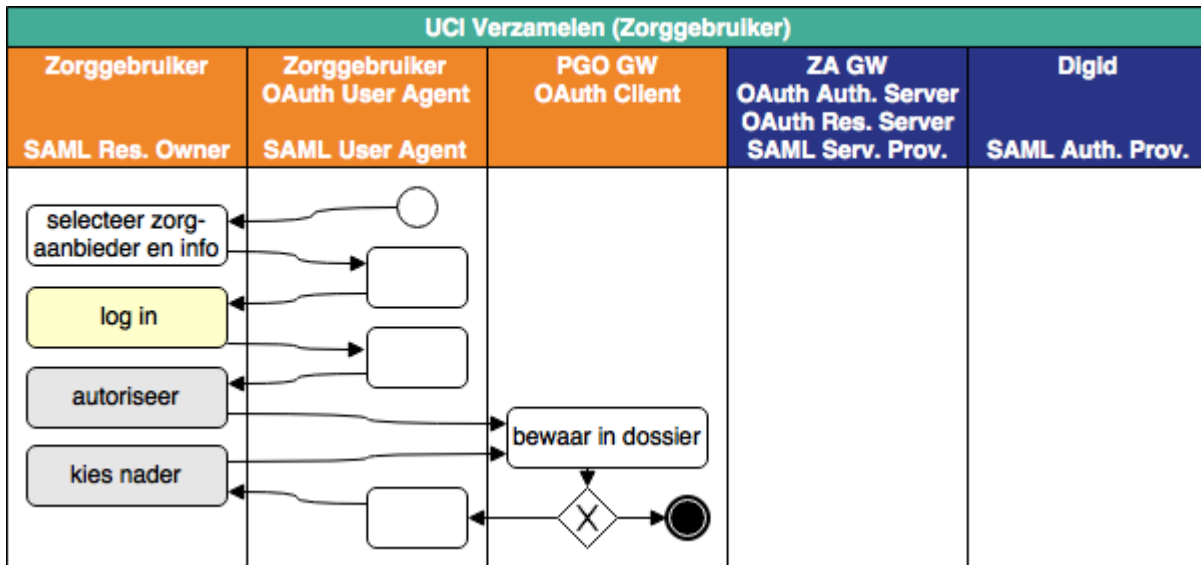 UCI Verzamelen (Zorggebruiker)
Zorggebruiker
SAML Res. Owner
Zorggebruiker
OAuth User Agent
SAML User Agent
PGO GW
OAuth Client
ZA GW
OAuth Auth. Server
OAuth Res. Server
SAML Serv. Prov.
Digid
SAML Auth. Prov.
selecteer zorg-
aanbieder en info
log in
autoriseer
bewaar in dossier
kies nader
X